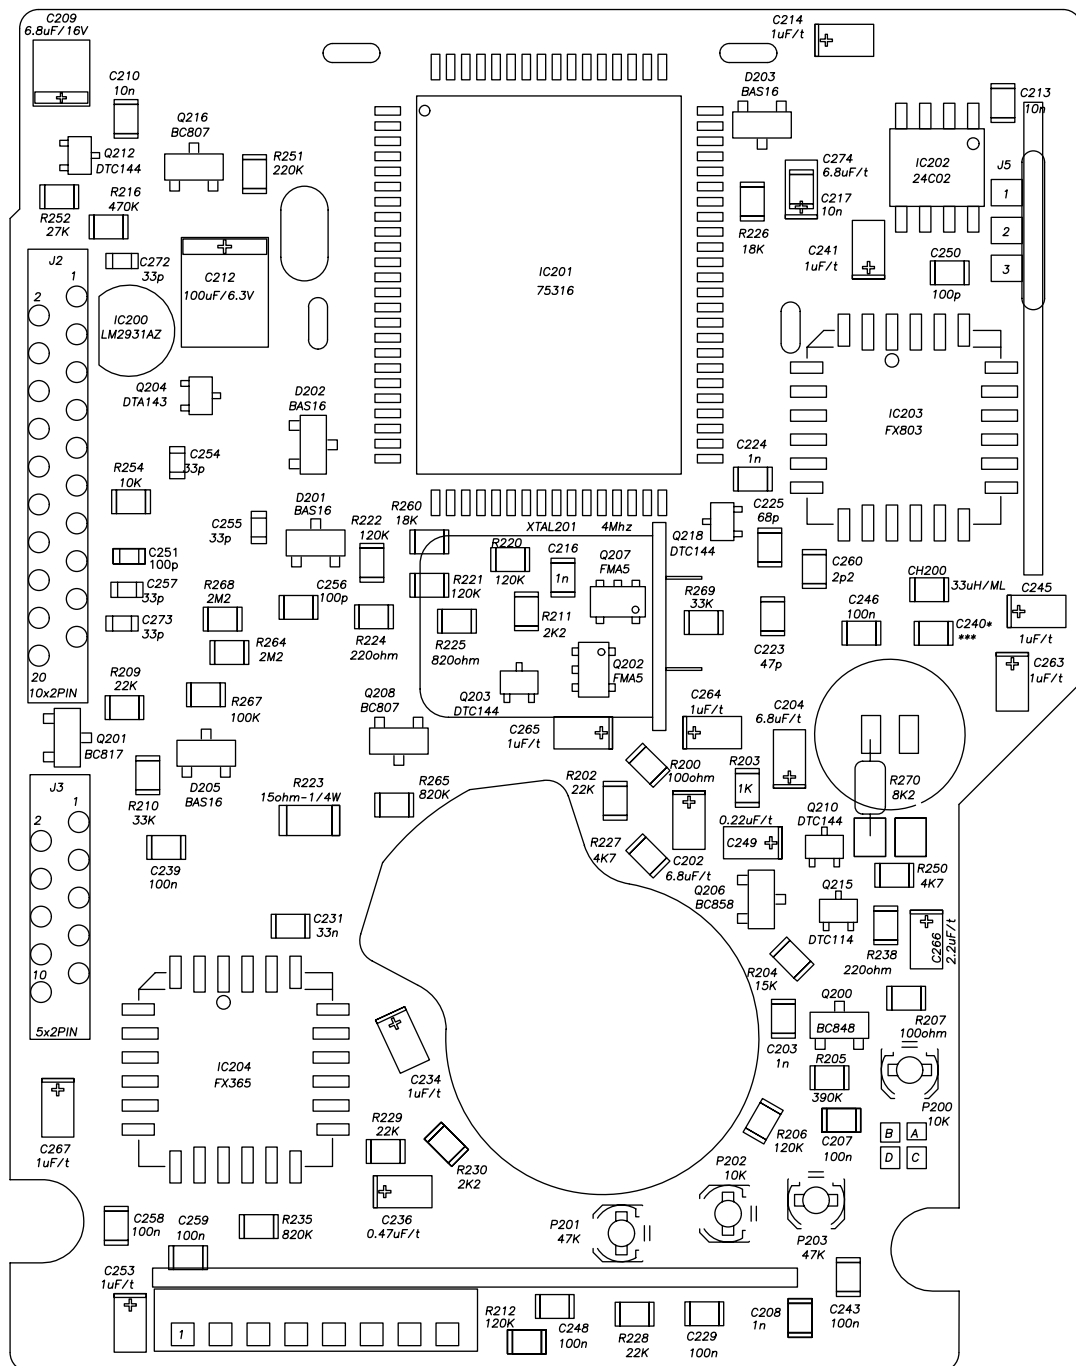 C209
6.8uF/16V
C210
10n
Q216
BC807
Q212
DTC144
R251
220K
R216
470K
R252
27K
C214
1uF/t
D203
BAS16
C213
10n
IC202
24C02
J5
1
2
3
C274
6.8uF/t
C217
10n
R226
18K
C241
1uF/t
C250
100p
J2
1
2
C272
33p
C212
100uF/6.3V
IC200
LM2931AZ
IC201
75316
Q204
DTA143
D202
BAS16
IC203
FX803
C254
33p
R254
10K
C224
1n
D201
BAS16
C255
33p
R222
120K
R260
18K
XTAL201
4Mhz
C225
68p
Q218
DTC144
R220
120K
C216
1n
Q207
FMA5
C251
100p
C257
33p
C273
33p
R268
2M2
C256
100p
R221
120K
R211
2K2
R269
33K
C260
2p2
CH200
33uH/ML
C245
1uF/t
C246
100n
C240*
***
R264
2M2
R224
220ohm
R225
820ohm
Q202
FMA5
C223
47p
C263
1uF/t
20
10x2PIN
R209
22K
R267
100K
Q208
BC807
Q203
DTC144
C265
1uF/t
C264
1uF/t
C204
6.8uF/t
Q201
BC817
D205
BAS16
R200
100ohm
R203
1K
R270
8K2
J3
1
2
R210
33K
R223
15ohm-1/4W
R265
820K
R202
22K
Q210
DTC144
0.22uF/t
C249
R227
4K7
C202
6.8uF/t
C239
100n
R250
4K7
Q206
BC858
Q215
DTC114
C231
33n
R238
220ohm
C266
2.2uF/t
R204
15K
10
5x2PIN
Q200
BC848
R207
100ohm
C203
1n
IC204
FX365
C234
1uF/t
R205
390K
P200
10K
C267
1uF/t
R229
22K
R230
2K2
R206
120K
C207
100n
B
A
D
C
P202
10K
C236
0.47uF/t
P201
47K
P203
47K
C258
100n
C259
100n
R235
820K
C253
1uF/t
1
R212
120K
C248
100n
R228
22K
C229
100n
C208
1n
C243
100n